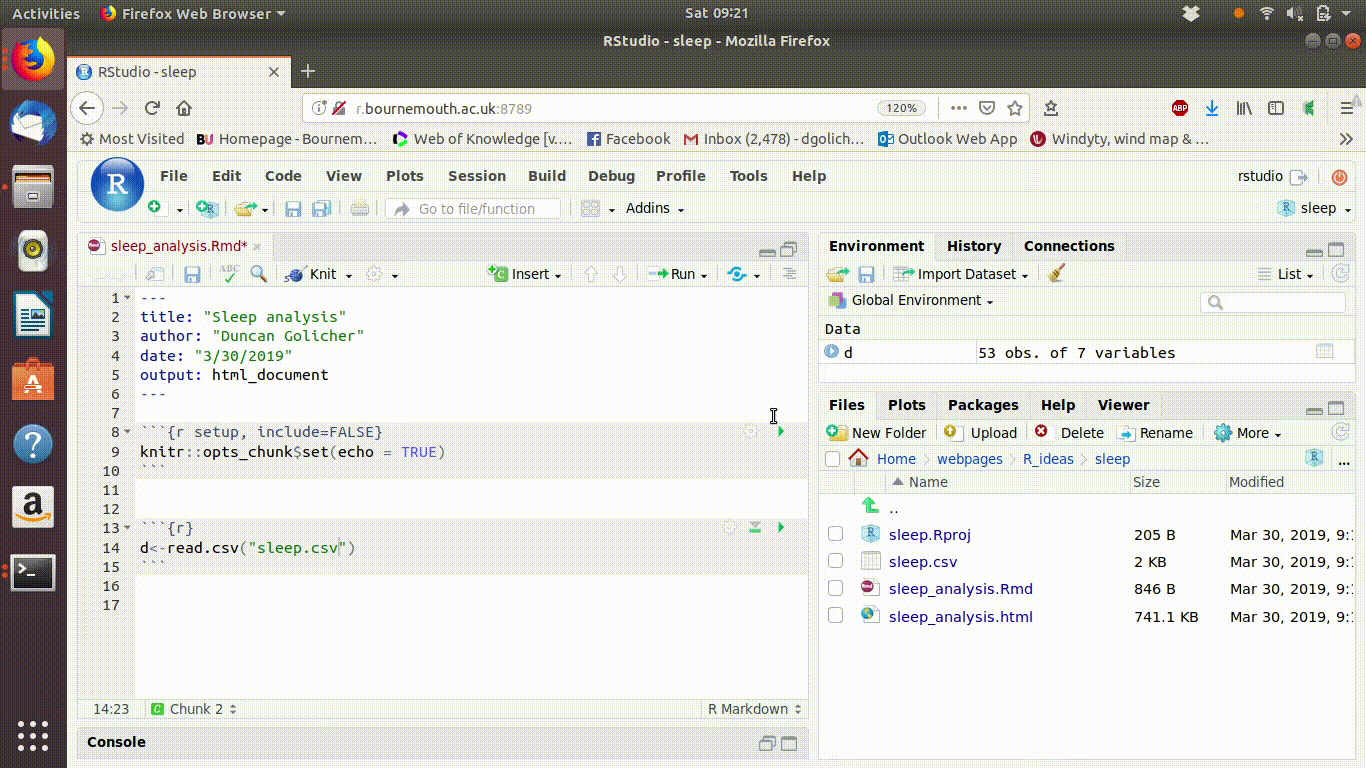 Activities Firefox Web Browser Sat 09:21
RStudio - sleep - Mozilla Firefox
RStudio - sleep
r.bournemouth.ac.uk:8789 120% ABP
Most Visited BU Homepage - Bournem… Web of Knowledge [v.… Facebook Inbox (2,478) - dgolich… Outlook Web App Windyty, wind map & …
R File Edit Code View Plots Session Build Debug Profile Tools Help rstudio
Go to file/function Addins sleep
sleep_analysis.Rmd*
ABC Knit Insert Run
1 ---
2 title: "Sleep analysis"
3 author: "Duncan Golicher"
4 date: "3/30/2019"
5 output: html_document
6 ---
7
8 ```{r setup, include=FALSE}
9 knitr::opts_chunk$set(echo = TRUE)
10 ```
11
12
13 ```{r}
14 d<-read.csv("sleep.csv")
15 ```
16
17
14:23 Chunk 2 R Markdown
Console
Environment History Connections
Import Dataset List
Global Environment
Data
d 53 obs. of 7 variables
Files Plots Packages Help Viewer
New Folder Upload Delete Rename More
Home webpages R_ideas sleep ...
Name Size Modified
..
sleep.Rproj 205 B Mar 30, 2019, 9:
sleep.csv 2 KB Mar 30, 2019, 9:
sleep_analysis.Rmd 846 B Mar 30, 2019, 9:
sleep_analysis.html 741.1 KB Mar 30, 2019, 9: